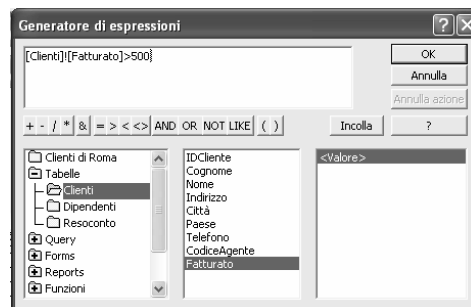 Generatore di espressioni
?
X
[Clienti]![Fatturato]>500
OK
Annulla
Annulla azione
+ - / * & = > < <> AND OR NOT LIKE ( )
Incolla
?
Clienti di Roma
Tabelle
Clienti
Dipendenti
Resoconto
Query
Forms
Reports
Funzioni
IDCliente
Cognome
Nome
Indirizzo
Città
Paese
Telefono
CodiceAgente
Fatturato
<Valore>